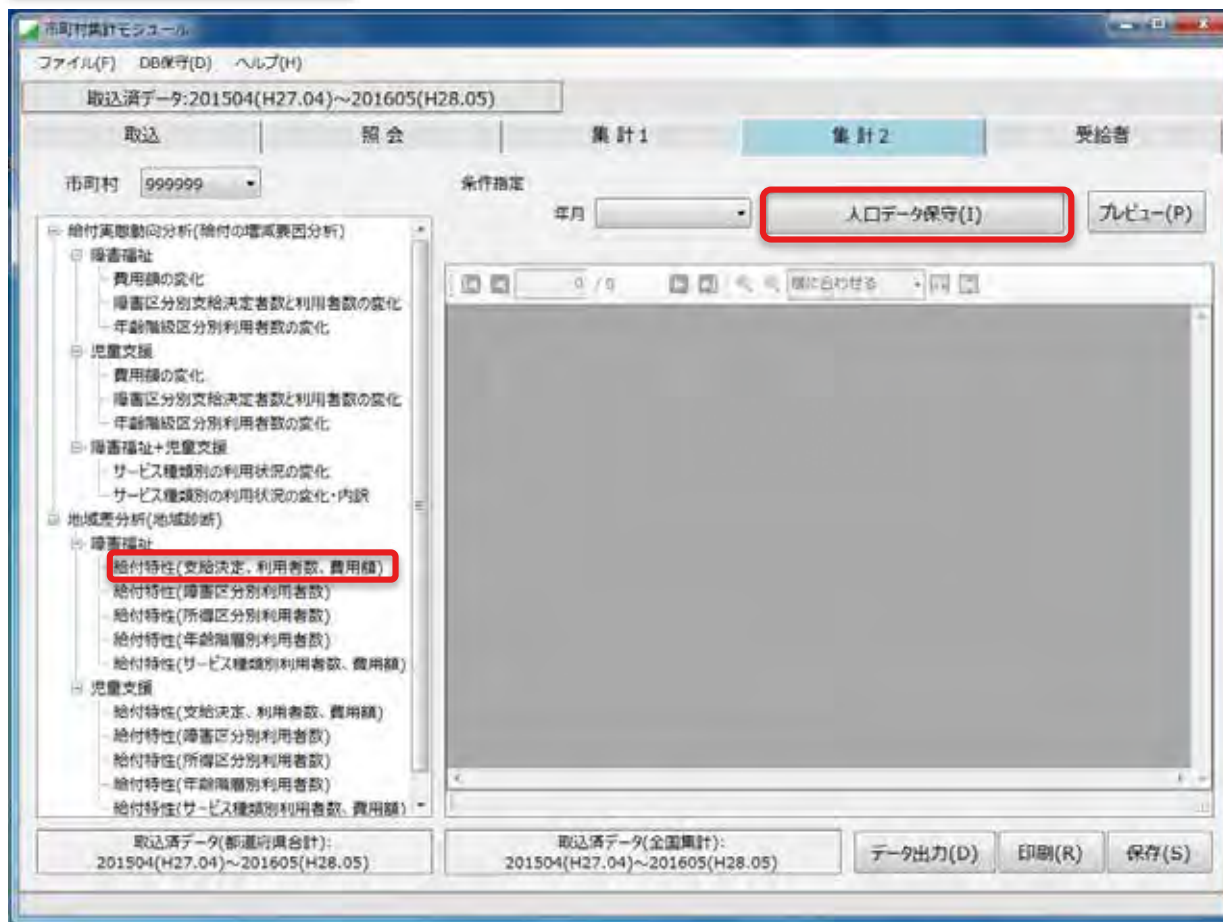 市町村集計モジュール
ファイル(F) DB保守(D) ヘルプ(H)
取込済データ:201504(H27.04)～201605(H28.05)
取込 照会 集計1 集計2 受給者
市町村 999999
条件指定
年月 人口データ保守(I) プレビュー(P)
0 / 0 幅に合わせる
給付実態動向分析(給付の増減要因分析)
障害福祉
費用額の変化
障害区分別支給決定者数と利用者数の変化
年齢階級区分別利用者数の変化
児童支援
費用額の変化
障害区分別支給決定者数と利用者数の変化
年齢階級区分別利用者数の変化
障害福祉+児童支援
サービス種類別の利用状況の変化
サービス種類別の利用状況の変化・内訳
地域差分析(地域診断)
障害福祉
給付特性(支給決定、利用者数、費用額)
給付特性(障害区分別利用者数)
給付特性(所得区分別利用者数)
給付特性(年齢階層別利用者数)
給付特性(サービス種類別利用者数、費用額)
児童支援
給付特性(支給決定、利用者数、費用額)
給付特性(障害区分別利用者数)
給付特性(所得区分別利用者数)
給付特性(年齢階層別利用者数)
給付特性(サービス種類別利用者数、費用額)
取込済データ(都道府県合計):
201504(H27.04)～201605(H28.05)
取込済データ(全国集計):
201504(H27.04)～201605(H28.05)
データ出力(D) 印刷(R) 保存(S)